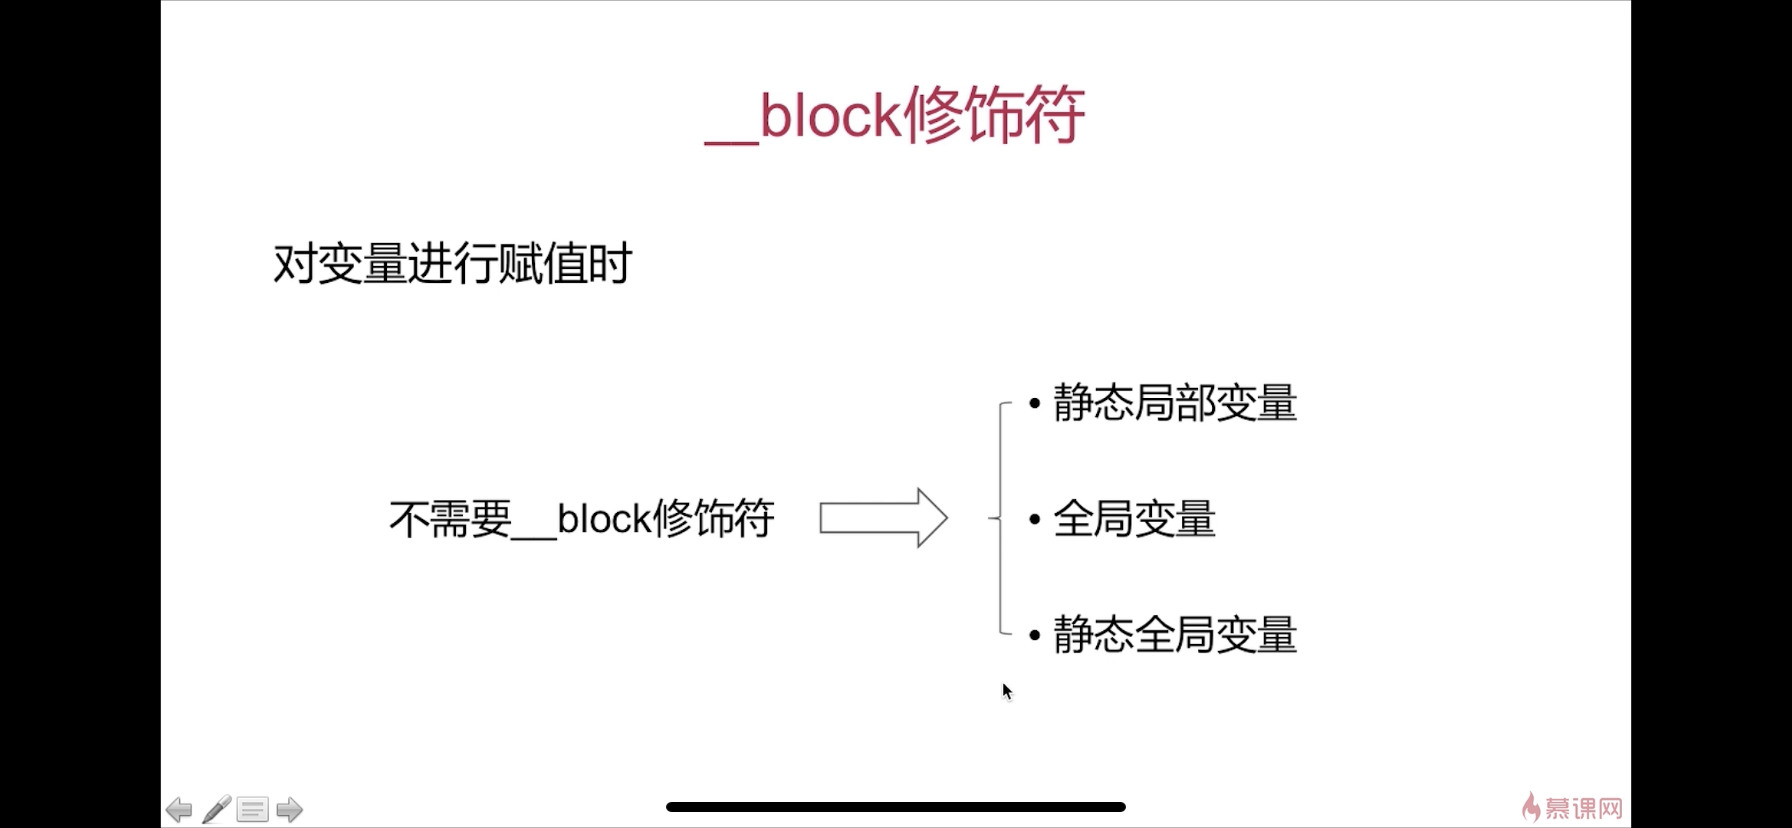 __block修饰符
对变量进行赋值时
不需要__block修饰符
• 静态局部变量
• 全局变量
• 静态全局变量
慕课网